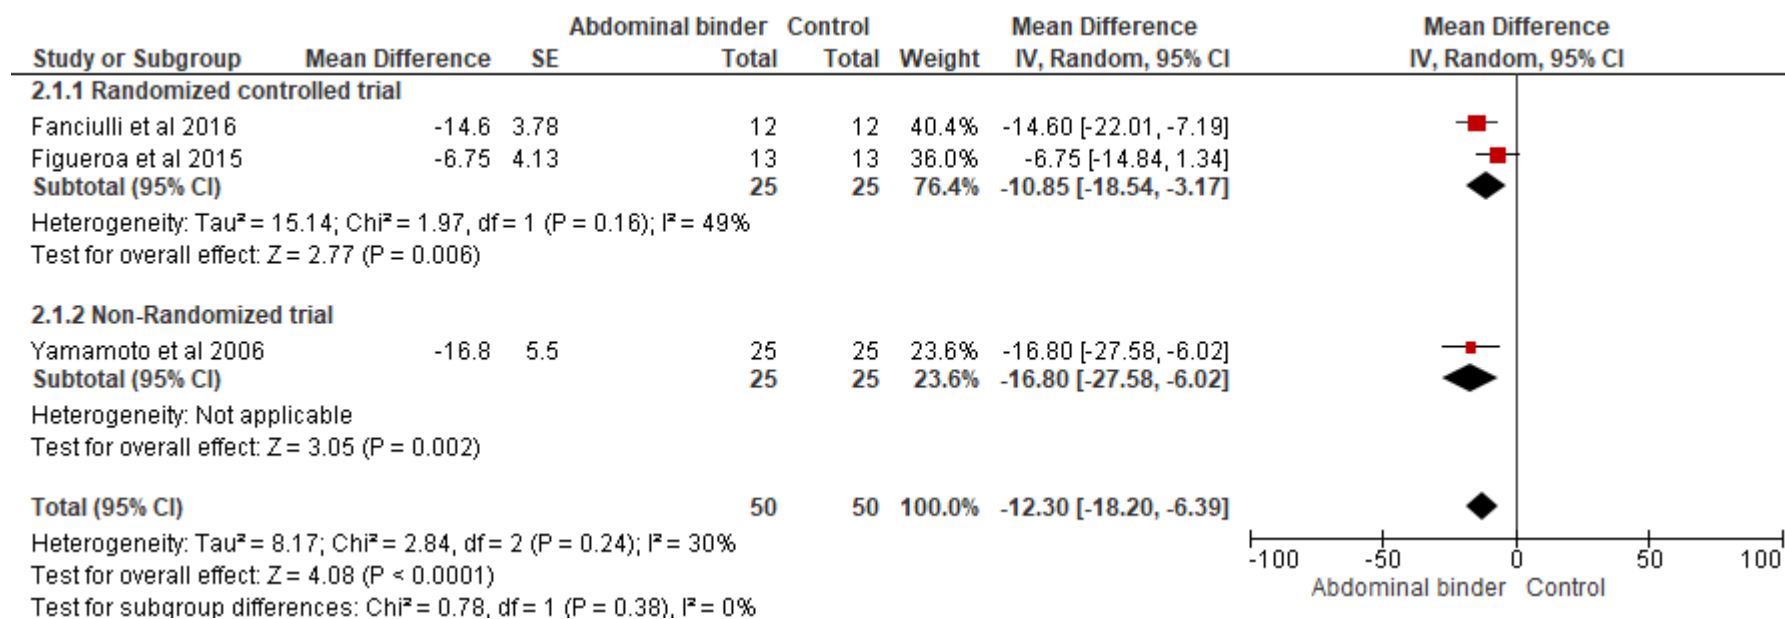 Abdominal binder Control Mean Difference Mean Difference
Study or Subgroup Mean Difference SE Total Total Weight IV, Random, 95% CI IV, Random, 95% CI
2.1.1 Randomized controlled trial
Fanciulli et al 2016 -14.6 3.78 12 12 40.4% -14.60 [-22.01, -7.19]
Figueroa et al 2015 -6.75 4.13 13 13 36.0% -6.75 [-14.84, 1.34]
Subtotal (95% CI) 25 25 76.4% -10.85 [-18.54, -3.17]
Heterogeneity: Tau² = 15.14; Chi² = 1.97, df = 1 (P = 0.16); I² = 49%
Test for overall effect: Z = 2.77 (P = 0.006)
2.1.2 Non-Randomized trial
Yamamoto et al 2006 -16.8 5.5 25 25 23.6% -16.80 [-27.58, -6.02]
Subtotal (95% CI) 25 25 23.6% -16.80 [-27.58, -6.02]
Heterogeneity: Not applicable
Test for overall effect: Z = 3.05 (P = 0.002)
Total (95% CI) 50 50 100.0% -12.30 [-18.20, -6.39]
Heterogeneity: Tau² = 8.17; Chi² = 2.84, df = 2 (P = 0.24); I² = 30%
Test for overall effect: Z = 4.08 (P < 0.0001)
Test for subgroup differences: Chi² = 0.78, df = 1 (P = 0.38), I² = 0%
-100 -50 0 50 100
Abdominal binder Control